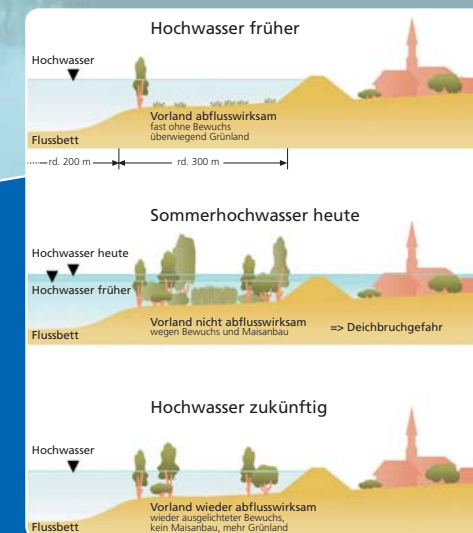 Hochwasser früher
Hochwasser
Vorland abflusswirksam
fast ohne Bewuchs
überwiegend Grünland
Flussbett
rd. 200 m
rd. 300 m
Sommerhochwasser heute
Hochwasser heute
Hochwasser früher
Vorland nicht abflusswirksam
wegen Bewuchs und Maisanbau
=> Deichbruchgefahr
Flussbett
Hochwasser zukünftig
Hochwasser
Vorland wieder abflusswirksam
wieder ausgelichteter Bewuchs,
kein Maisanbau, mehr Grünland
Flussbett